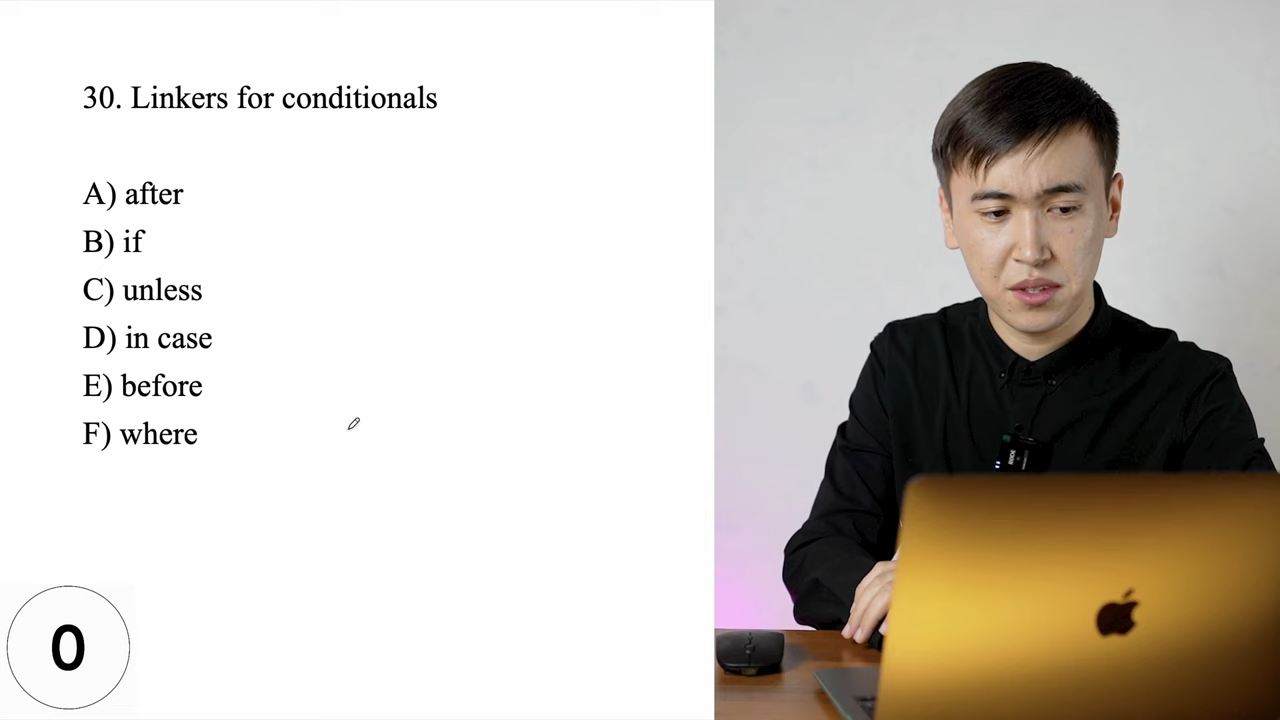 30. Linkers for conditionals
A) after
B) if
C) unless
D) in case
E) before
F) where
0